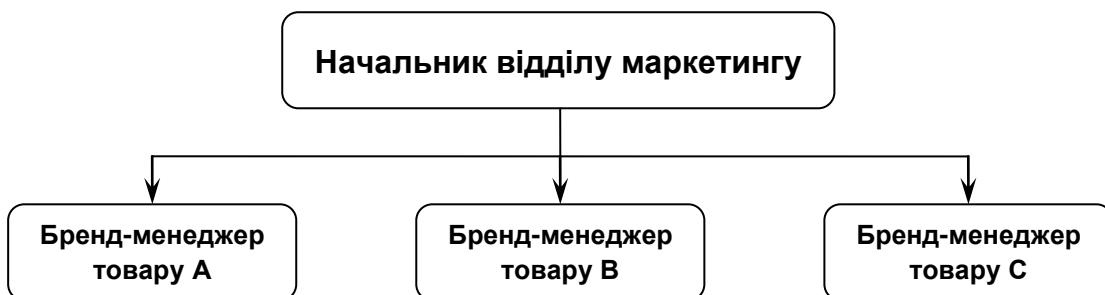 Начальник відділу маркетингу
Бренд-менеджер
товару А
Бренд-менеджер
товару В
Бренд-менеджер
товару С